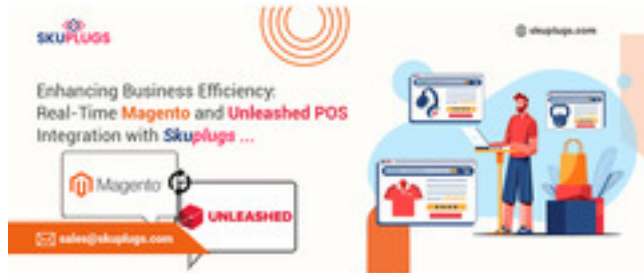 SKUPLUGS
skuplugs.com
Enhancing Business Efficiency:
Real-Time Magento and Unleashed POS
Integration with Skuplugs ...
Magento
UNLEASHED
sales@skuplugs.com